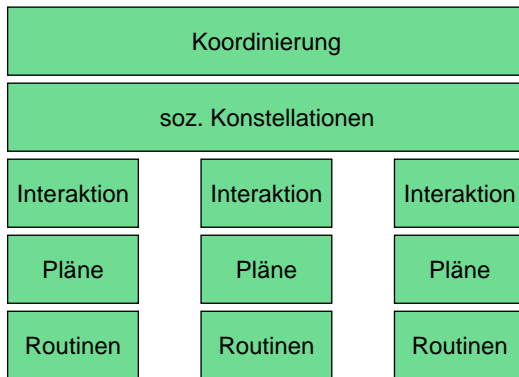 Koordinierung
soz. Konstellationen
Interaktion Interaktion Interaktion
Pläne Pläne Pläne
Routinen Routinen Routinen